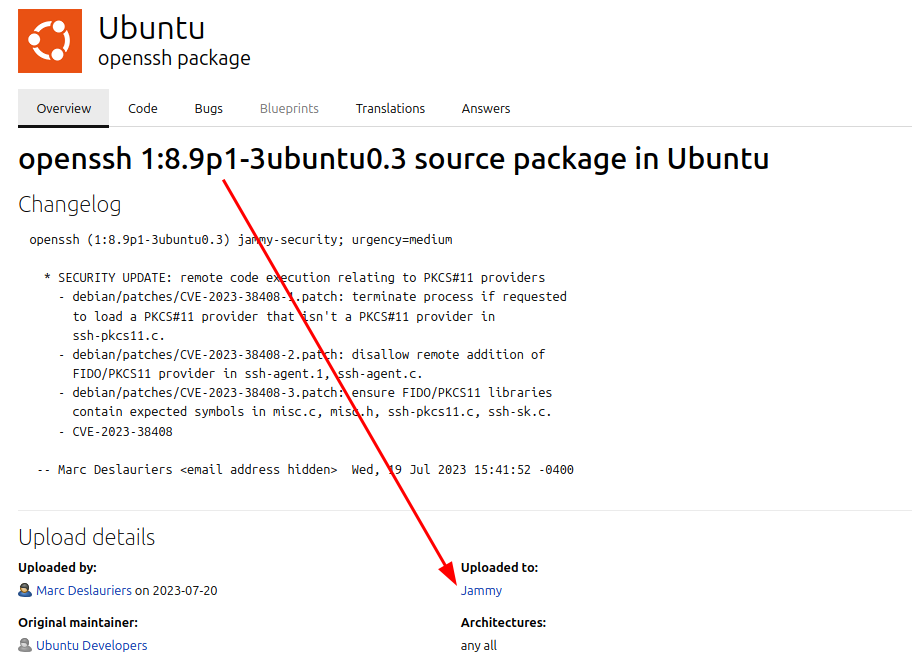 Ubuntu
openssh package
Overview Code Bugs Blueprints Translations Answers
openssh 1:8.9p1-3ubuntu0.3 source package in Ubuntu
Changelog
openssh (1:8.9p1-3ubuntu0.3) jammy-security; urgency=medium
* SECURITY UPDATE: remote code execution relating to PKCS#11 providers
- debian/patches/CVE-2023-38408-1.patch: terminate process if requested
to load a PKCS#11 provider that isn't a PKCS#11 provider in
ssh-pkcs11.c.
- debian/patches/CVE-2023-38408-2.patch: disallow remote addition of
FIDO/PKCS11 provider in ssh-agent.1, ssh-agent.c.
- debian/patches/CVE-2023-38408-3.patch: ensure FIDO/PKCS11 libraries
contain expected symbols in misc.c, misc.h, ssh-pkcs11.c, ssh-sk.c.
- CVE-2023-38408
-- Marc Deslauriers <email address hidden>  Wed, 19 Jul 2023 15:41:52 -0400
Upload details
Uploaded by:
Marc Deslauriers on 2023-07-20
Uploaded to:
Jammy
Original maintainer:
Ubuntu Developers
Architectures:
any all